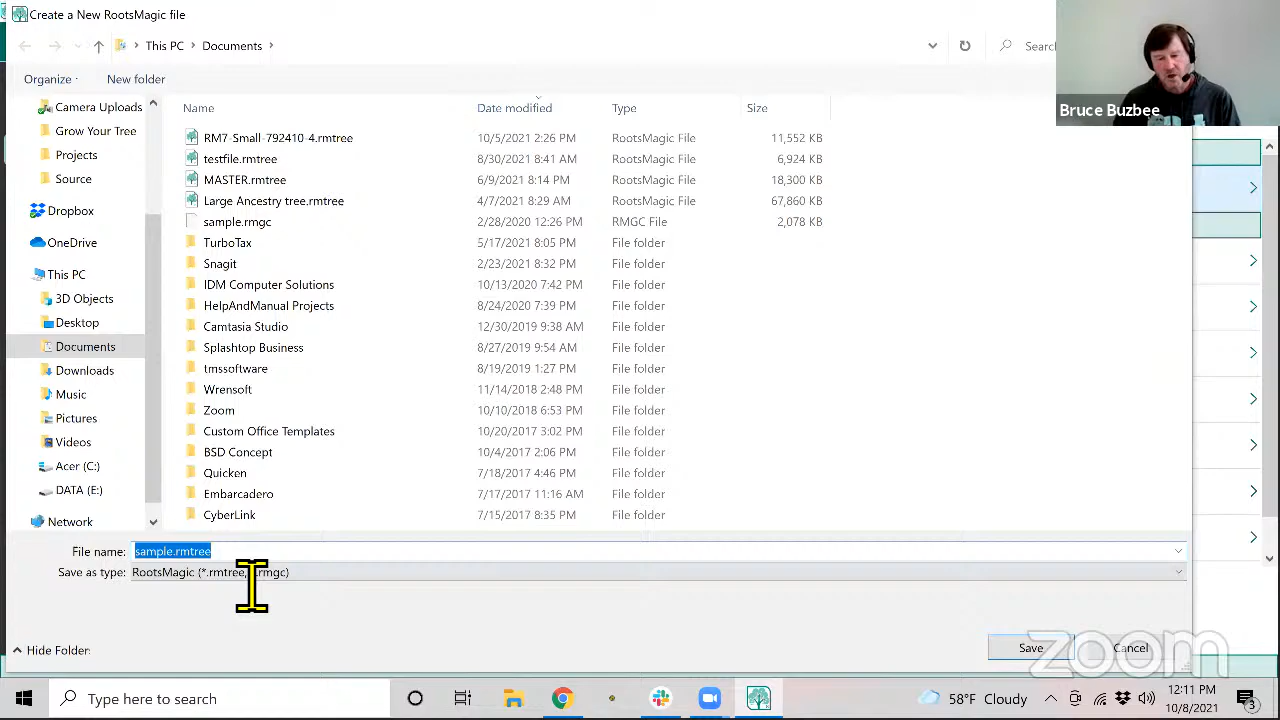 Create a New RootsMagic file
This PC Documents
Organize New folder
Bruce Buzbee
Name Date modified Type Size
Camera Uploads
Grow Your Tree
Projects
Source
Dropbox
OneDrive
This PC
3D Objects
Desktop
Documents
Downloads
Music
Pictures
Videos
Acer (C:)
DATA (E:)
Network
RM7-Small-792410-4.rmtree 10/5/2021 2:26 PM RootsMagic File 11,552 KB
testfile.rmtree 8/30/2021 8:41 AM RootsMagic File 6,924 KB
MASTER.rmtree 6/9/2021 8:14 PM RootsMagic File 18,300 KB
Large Ancestry tree.rmtree 4/7/2021 8:29 AM RootsMagic File 67,860 KB
sample.rmgc 2/28/2020 12:26 PM RMGC File 2,078 KB
TurboTax 5/17/2021 8:05 PM File folder
Snagit 2/23/2021 8:32 PM File folder
IDM Computer Solutions 10/13/2020 7:42 PM File folder
HelpAndManual Projects 8/24/2020 7:39 PM File folder
Camtasia Studio 12/30/2019 9:38 AM File folder
Splashtop Business 8/27/2019 9:54 AM File folder
tmssoftware 8/19/2019 1:27 PM File folder
Wrensoft 11/14/2018 2:48 PM File folder
Zoom 10/10/2018 6:53 PM File folder
Custom Office Templates 10/20/2017 3:02 PM File folder
BSD Concept 10/4/2017 2:06 PM File folder
Quicken 7/18/2017 4:46 PM File folder
Embarcadero 7/17/2017 11:16 AM File folder
CyberLink 7/15/2017 8:35 PM File folder
File name: sample.rmtree
Save as type: RootsMagic (*.rmtree, .rmgc)
Hide Folder:
Save Cancel
zoom
Type here to search
58°F Cloudy
12:11 PM
10/8/2021
3